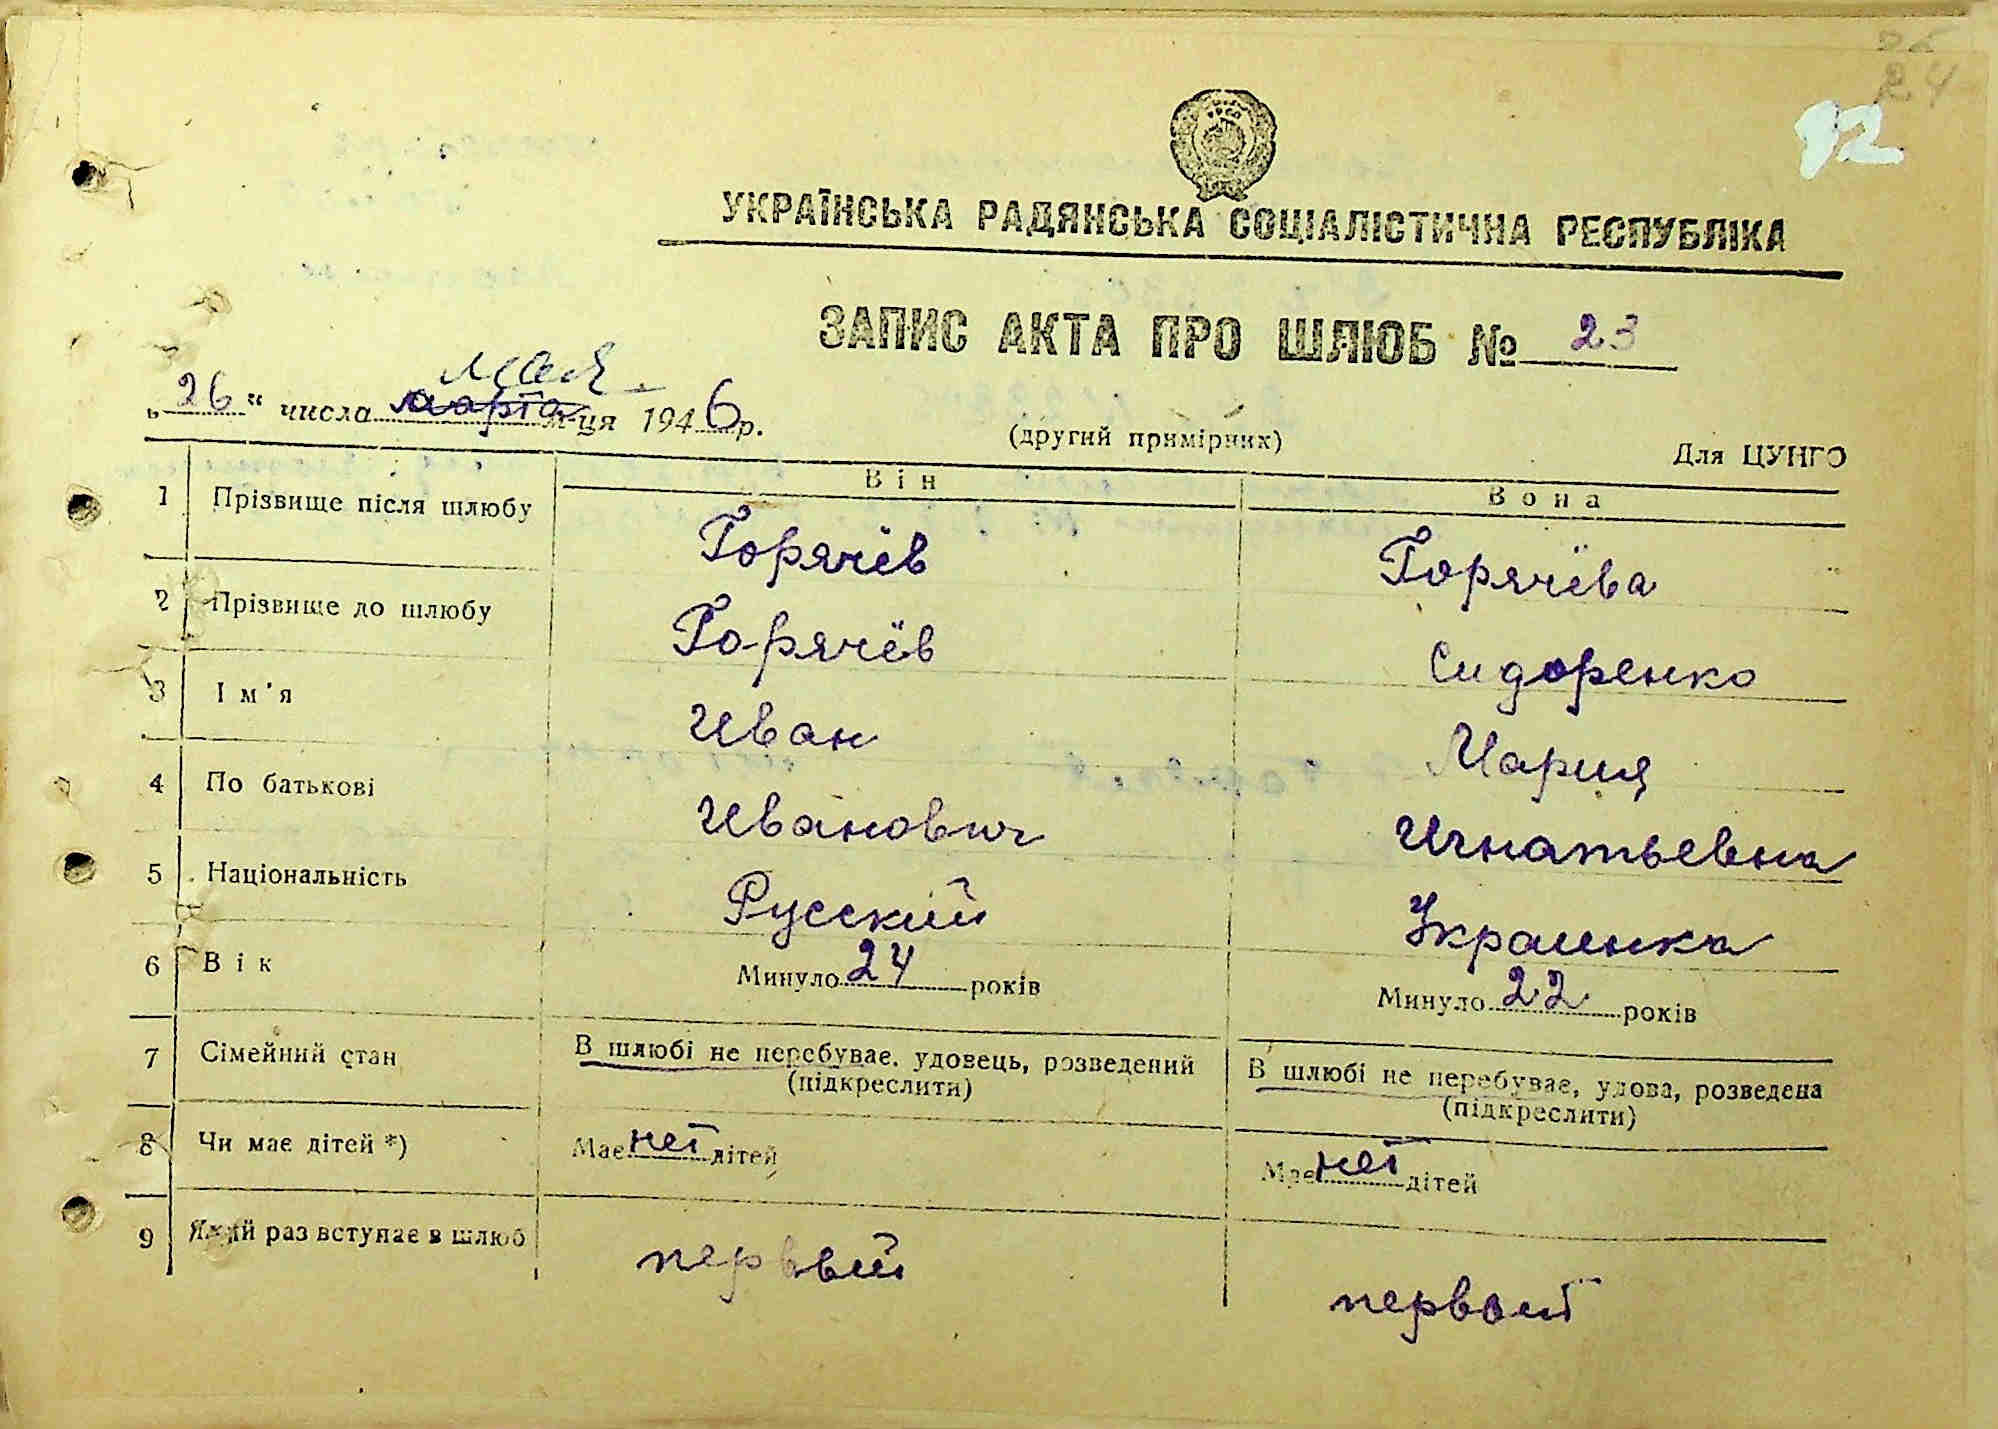 24
92
УКРАЇНСЬКА РАДЯНСЬКА СОЦІАЛІСТИЧНА РЕСПУБЛІКА
ЗАПИС АКТА ПРО ШЛЮБ № 23
мая
„26“ числа марта м-ця 1946 р.
(другий примірник)
Для ЦУНГО
Він
Вона
1 Прізвище після шлюбу Горячёв Горячёва
2 Прізвище до шлюбу Горячёв Сидоренко
3 Ім'я Иван Мария
4 По батькові Иванович Игнатьевна
5 Національність Русский Украинка
6 Вік Минуло 24 років Минуло 22 років
7 Сімейний стан В шлюбі не перебуває, удовець, розведений В шлюбі не перебуває, удова, розведена
(підкреслити) (підкреслити)
8 Чи має дітей *) Має нет дітей Має нет дітей
9 Який раз вступає в шлюб первый первый